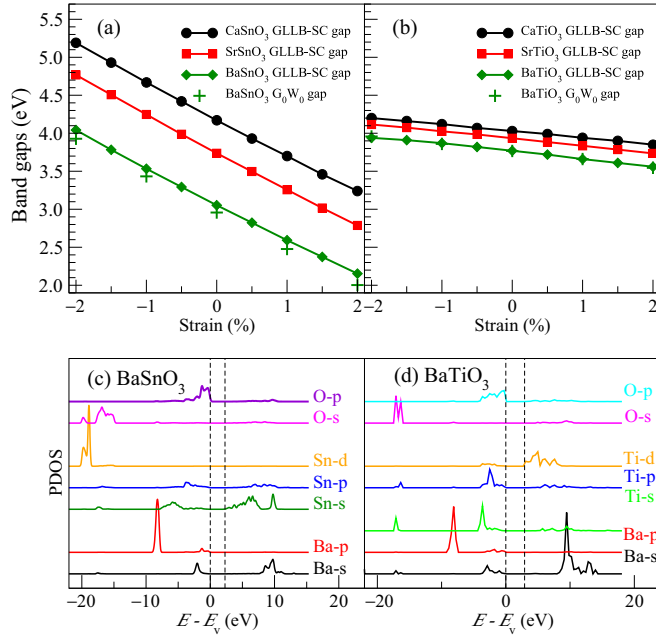 (a)
CaSnO3 GLLB-SC gap
SrSnO3 GLLB-SC gap
BaSnO3 GLLB-SC gap
BaSnO3 G0W0 gap
(b)
CaTiO3 GLLB-SC gap
SrTiO3 GLLB-SC gap
BaTiO3 GLLB-SC gap
BaTiO3 G0W0 gap
Band gaps (eV)
5.0
4.5
4.0
3.5
3.0
2.5
2.0
−2 −1 0 1 2
−2 −1 0 1 2
Strain (%)
Strain (%)
(c) BaSnO3
O-p
O-s
Sn-d
Sn-p
Sn-s
Ba-p
Ba-s
(d) BaTiO3
O-p
O-s
Ti-d
Ti-p
Ti-s
Ba-p
Ba-s
PDOS
−20 −10 0 10
−20 −10 0 10 20
E - Ev (eV)
E - Ev (eV)